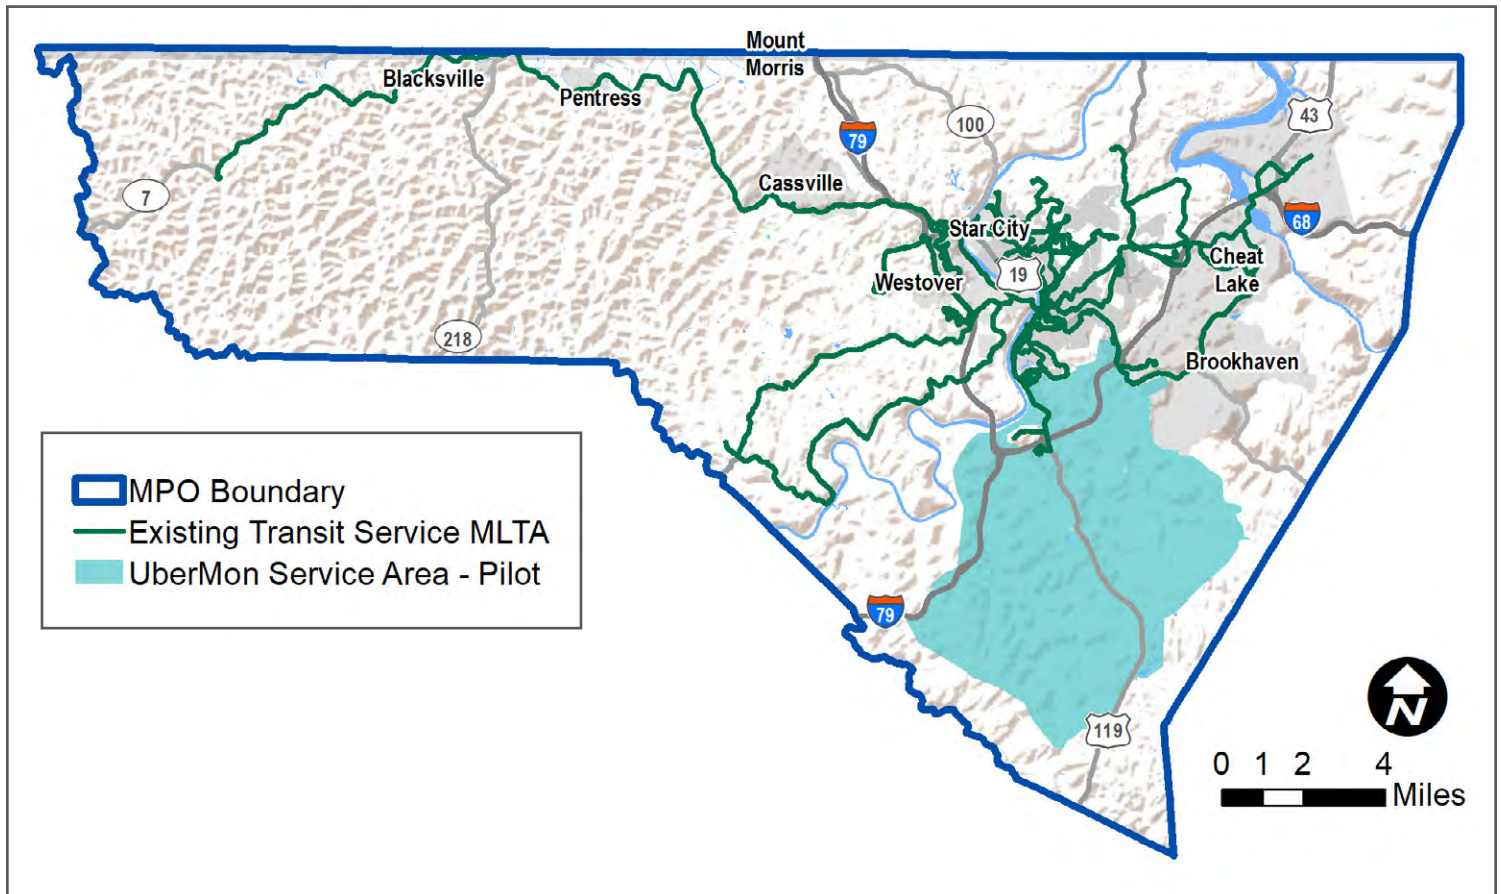 Mount
Morris
Blacksville
Pentress
79
100
43
Cassville
7
Star City
68
Westover
19
Cheat
Lake
218
Brookhaven
MPO Boundary
Existing Transit Service MLTA
UberMon Service Area - Pilot
79
119
N
0 1 2 4
Miles